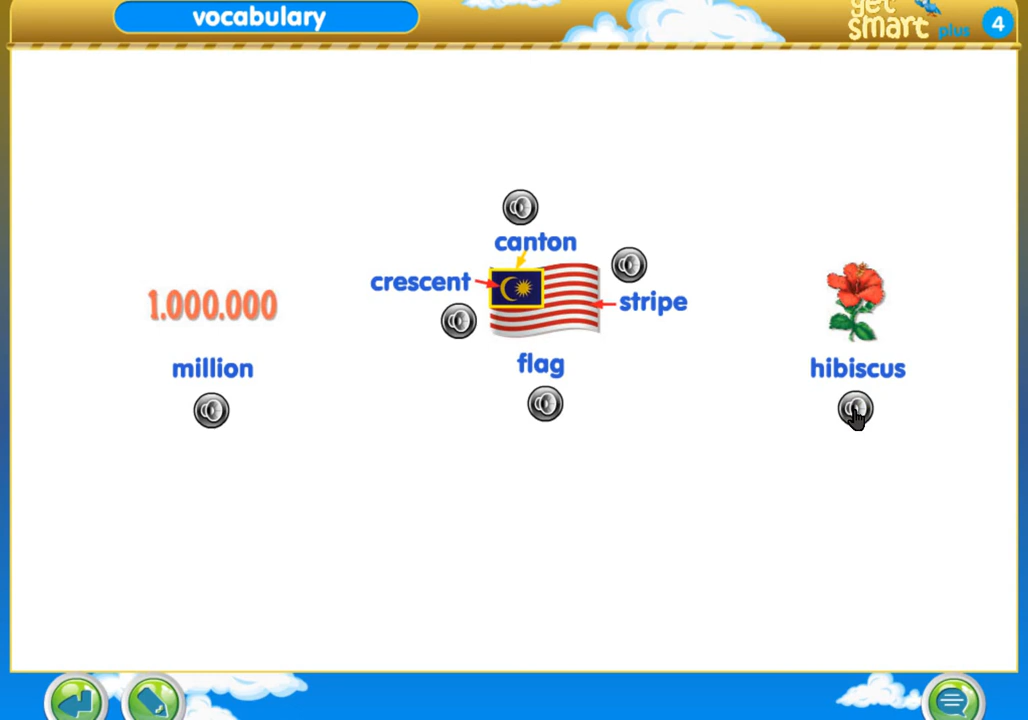 vocabulary
get
smart plus 4
canton
crescent
stripe
1.000.000
million
flag
hibiscus